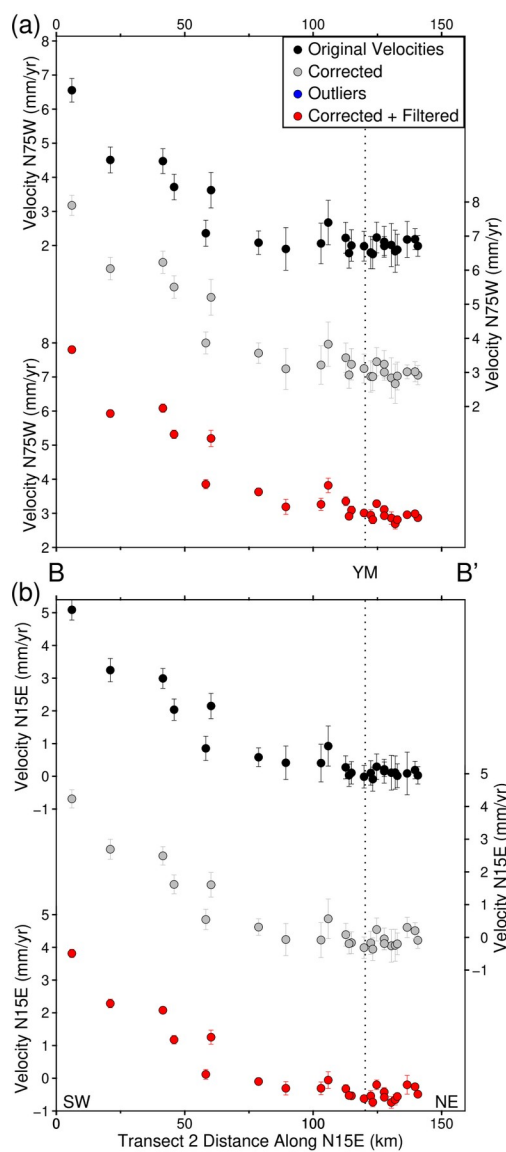 0 50 100 150
(a)
Original Velocities
Corrected
Outliers
Corrected + Filtered
8
7
6
5
4
3
2
Velocity N75W (mm/yr)
8
7
6
5
4
3
2
Velocity N75W (mm/yr)
8
7
6
5
4
3
2
Velocity N75W (mm/yr)
B YM B'
(b)
5
4
3
2
1
0
−1
Velocity N15E (mm/yr)
5
4
3
2
1
0
−1
Velocity N15E (mm/yr)
5
4
3
2
1
0
−1
Velocity N15E (mm/yr)
SW NE
0 50 100 150
Transect 2 Distance Along N15E (km)